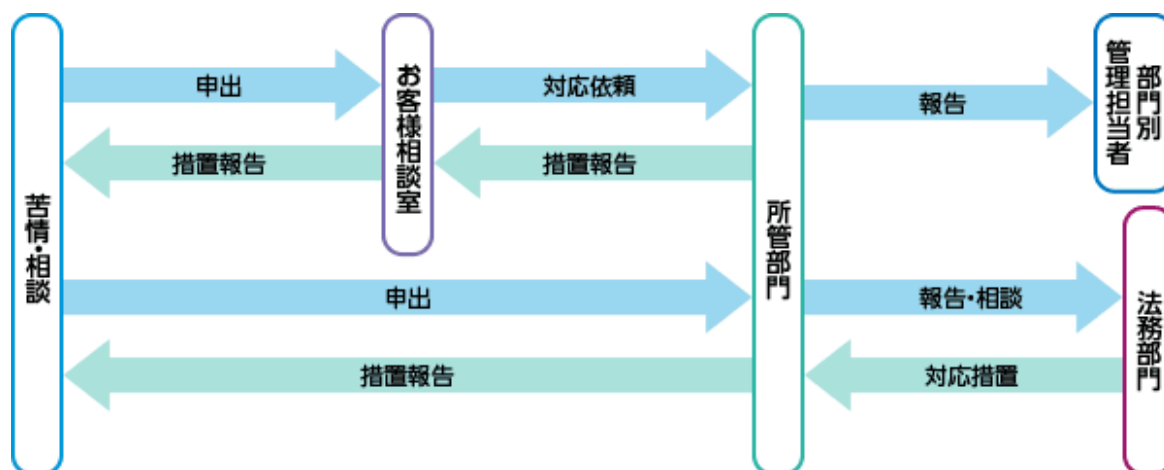 苦情・相談
申出
措置報告
お客様相談室
対応依頼
措置報告
申出
措置報告
所管部門
報告
部門別
管理担当者
報告・相談
対応措置
法務部門